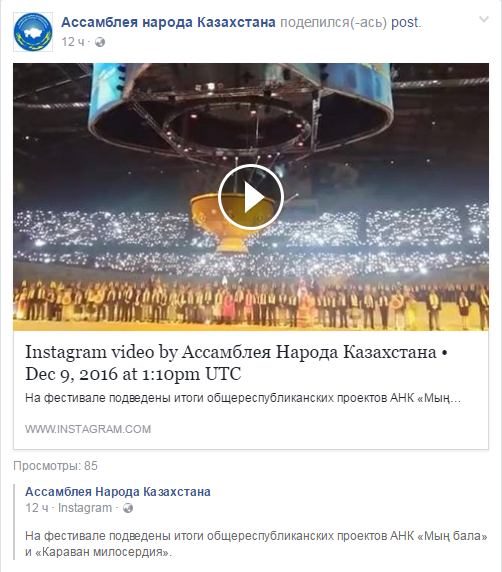 Ассамблея народа Казахстана поделился(-ась) post.
12 ч ·
Instagram video by Ассамблея Народа Казахстана •
Dec 9, 2016 at 1:10pm UTC
На фестивале подведены итоги общереспубликанских проектов АНК «Мың...
WWW.INSTAGRAM.COM
Просмотры: 85
Ассамблея Народа Казахстана
12 ч · Instagram ·
На фестивале подведены итоги общереспубликанских проектов АНК «Мың бала»
и «Караван милосердия».